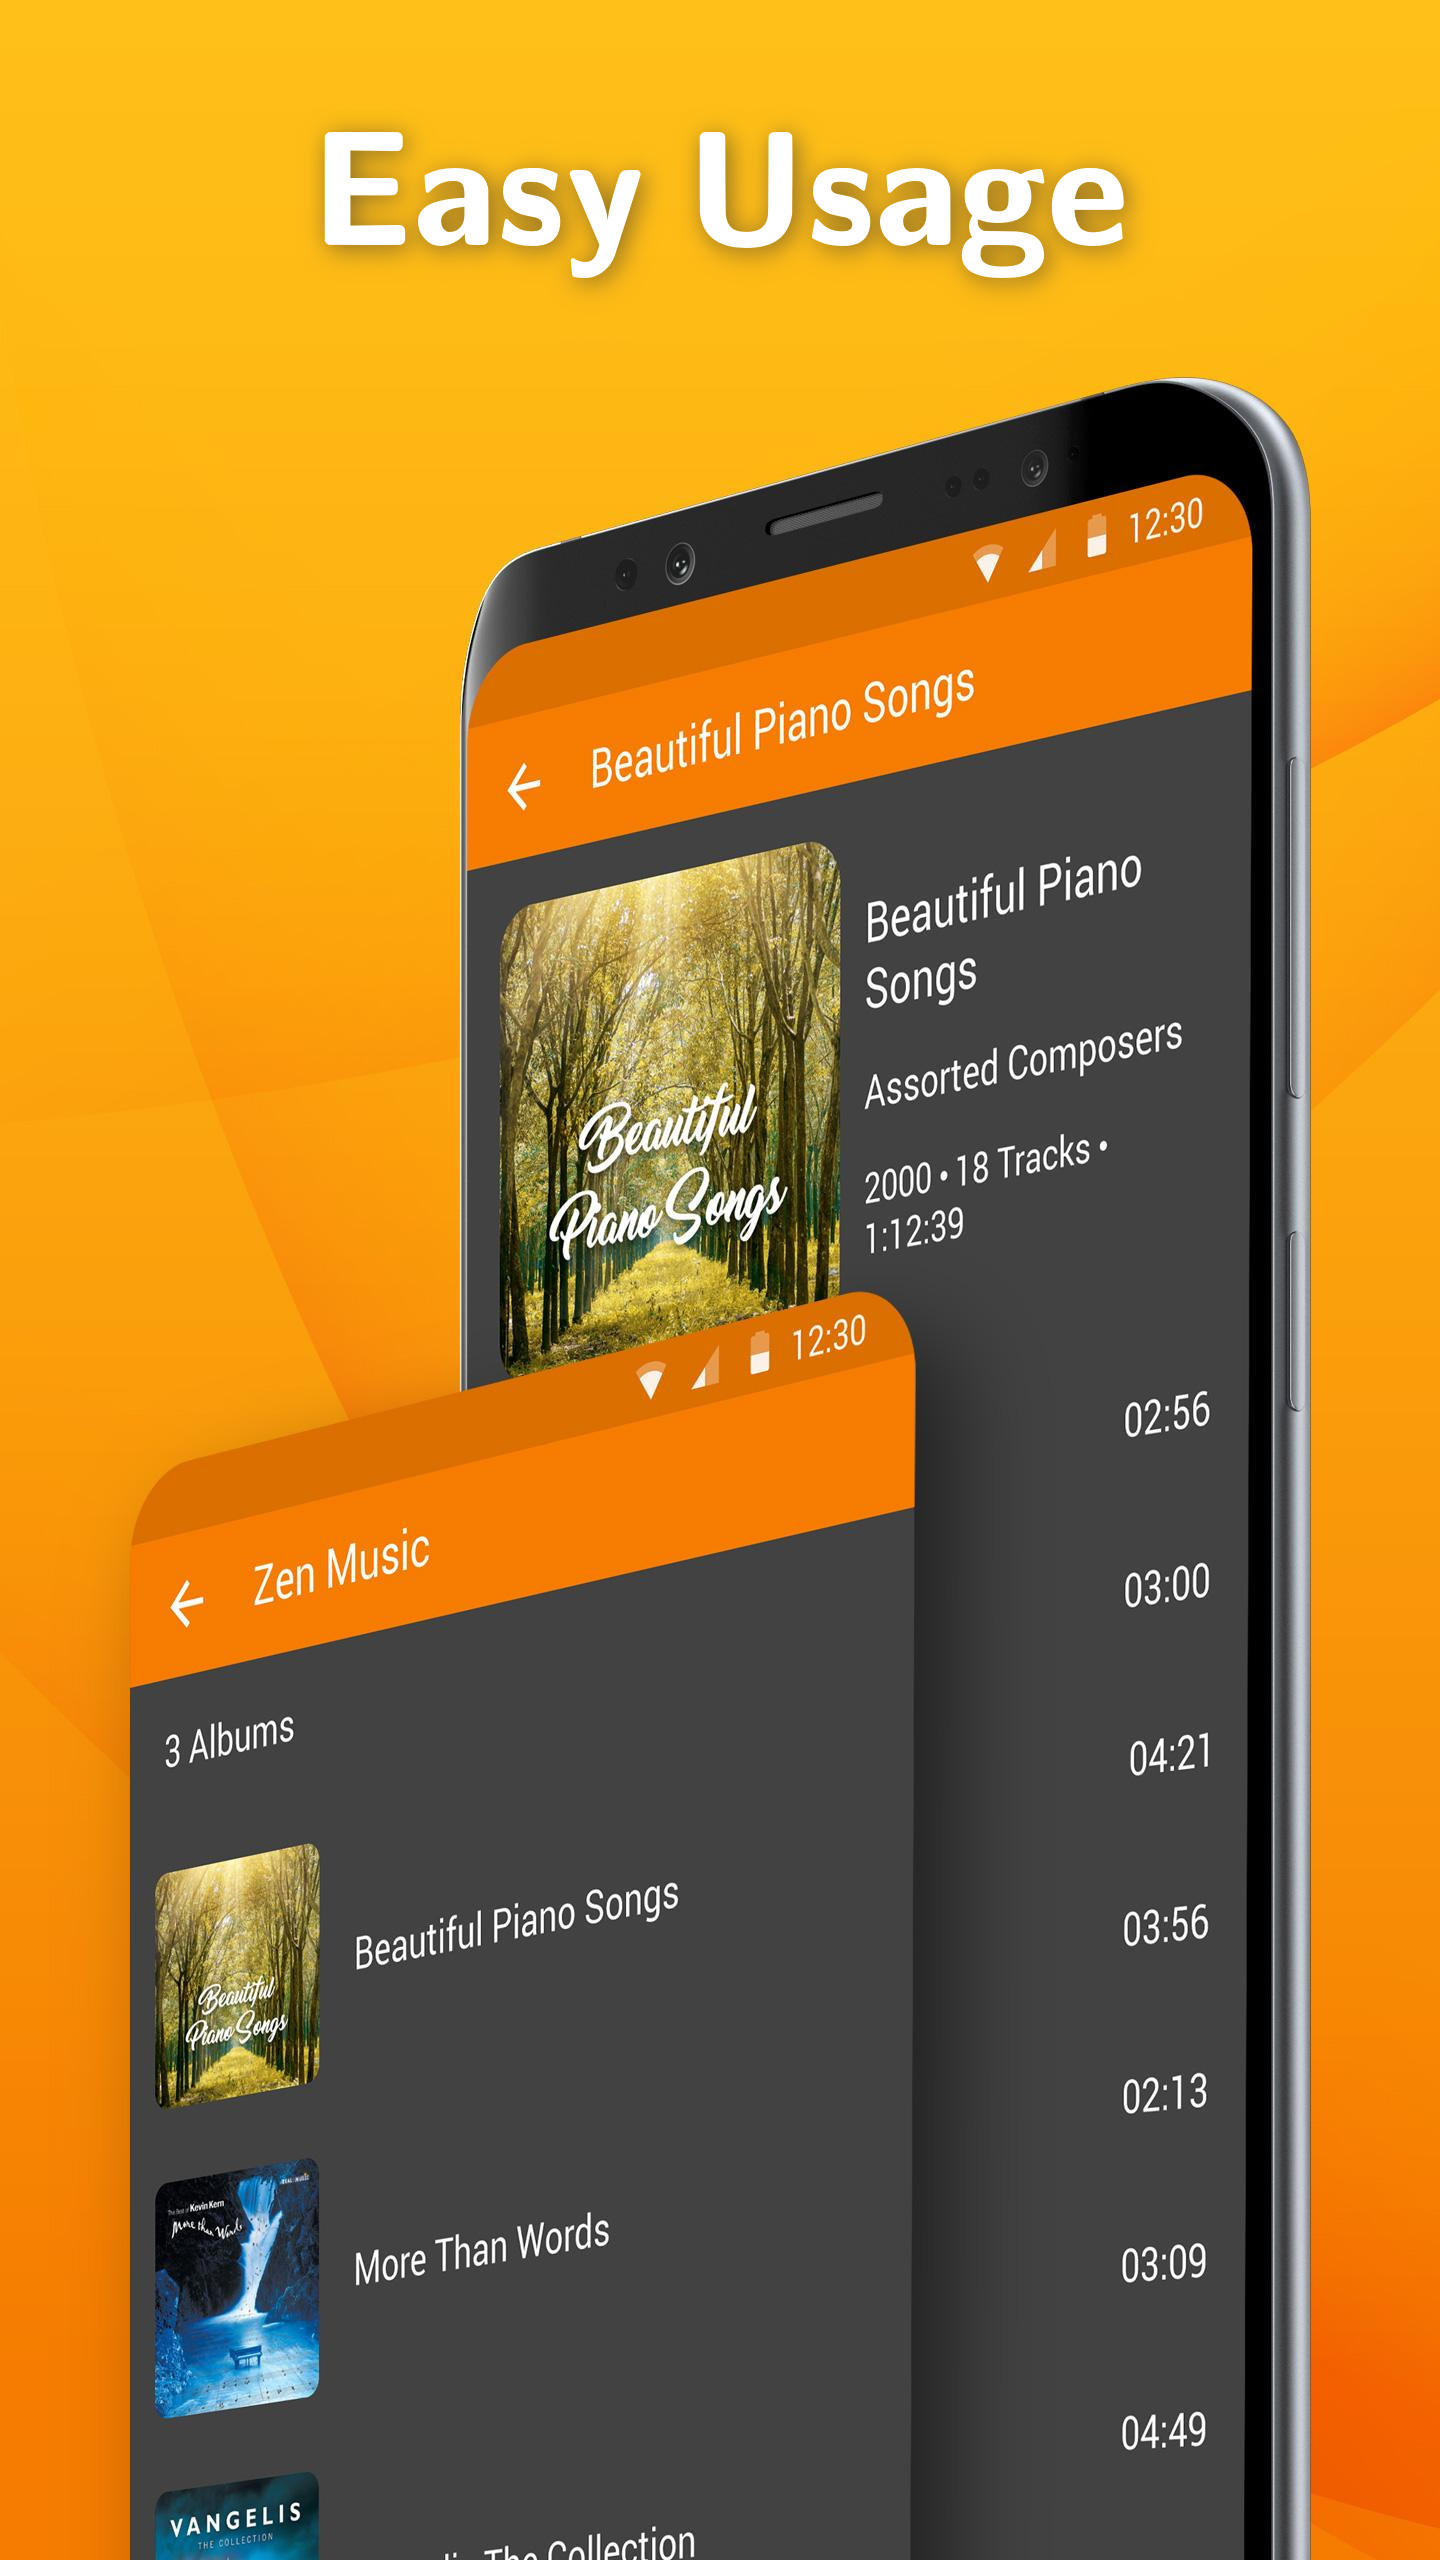 Easy Usage
12:30
Beautiful Piano Songs
Beautiful Piano
Songs
Assorted Composers
2000 • 18 Tracks •
1:12:39
Beautiful
Piano Songs
02:56
03:00
04:21
03:56
02:13
03:09
04:49
12:30
Zen Music
3 Albums
Beautiful
Piano Songs
Beautiful Piano Songs
The Best of Kevin Kern
More than Words
REAL MUSIC
More Than Words
VANGELIS
THE COLLECTION
The Collection